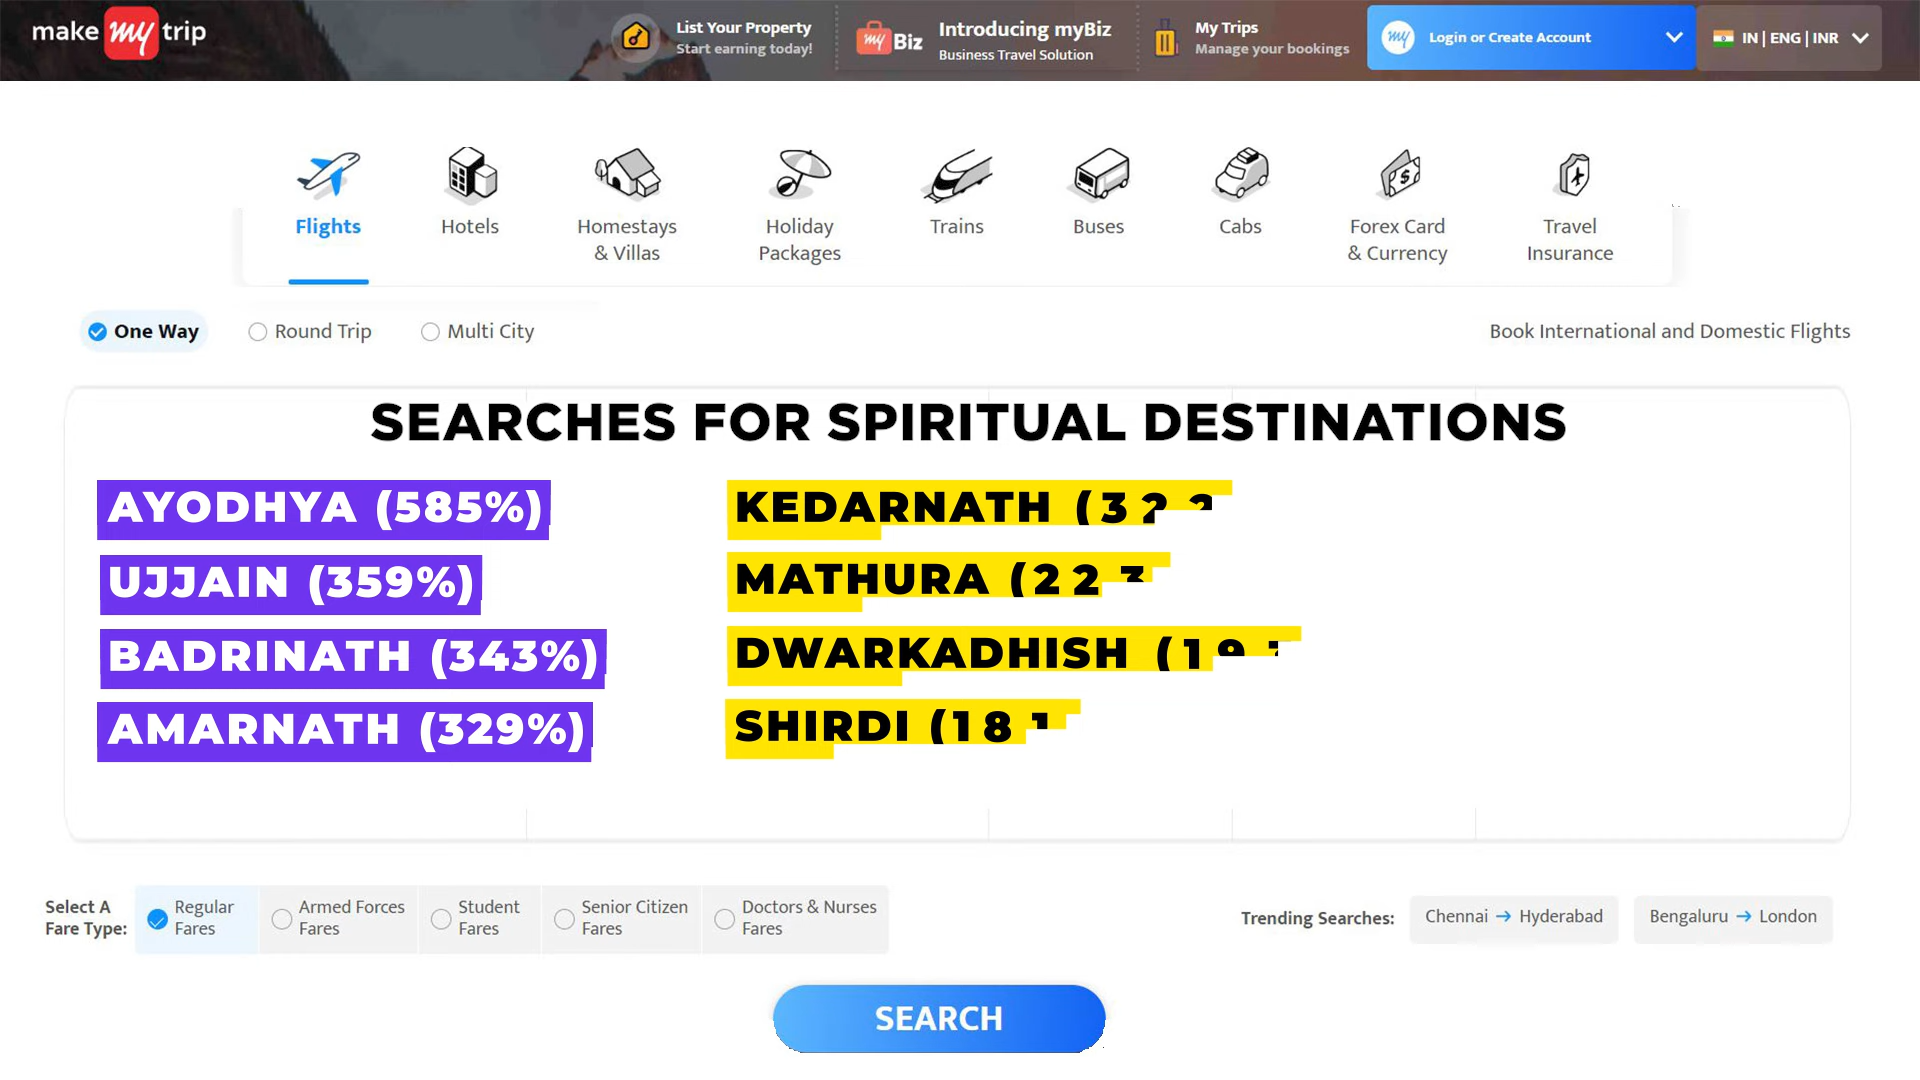 make my trip
List Your Property
Start earning today!
my Biz
Introducing myBiz
Business Travel Solution
My Trips
Manage your bookings
my
Login or Create Account
IN | ENG | INR
Flights
Hotels
Homestays
& Villas
Holiday
Packages
Trains
Buses
Cabs
Forex Card
& Currency
Travel
Insurance
One Way
Round Trip
Multi City
Book International and Domestic Flights
SEARCHES FOR SPIRITUAL DESTINATIONS
AYODHYA (585%)
UJJAIN (359%)
BADRINATH (343%)
AMARNATH (329%)
KEDARNATH
MATHURA
DWARKADHISH
SHIRDI
Select A
Fare Type:
Regular
Fares
Armed Forces
Fares
Student
Fares
Senior Citizen
Fares
Doctors & Nurses
Fares
Trending Searches:
Chennai → Hyderabad
Bengaluru → London
SEARCH